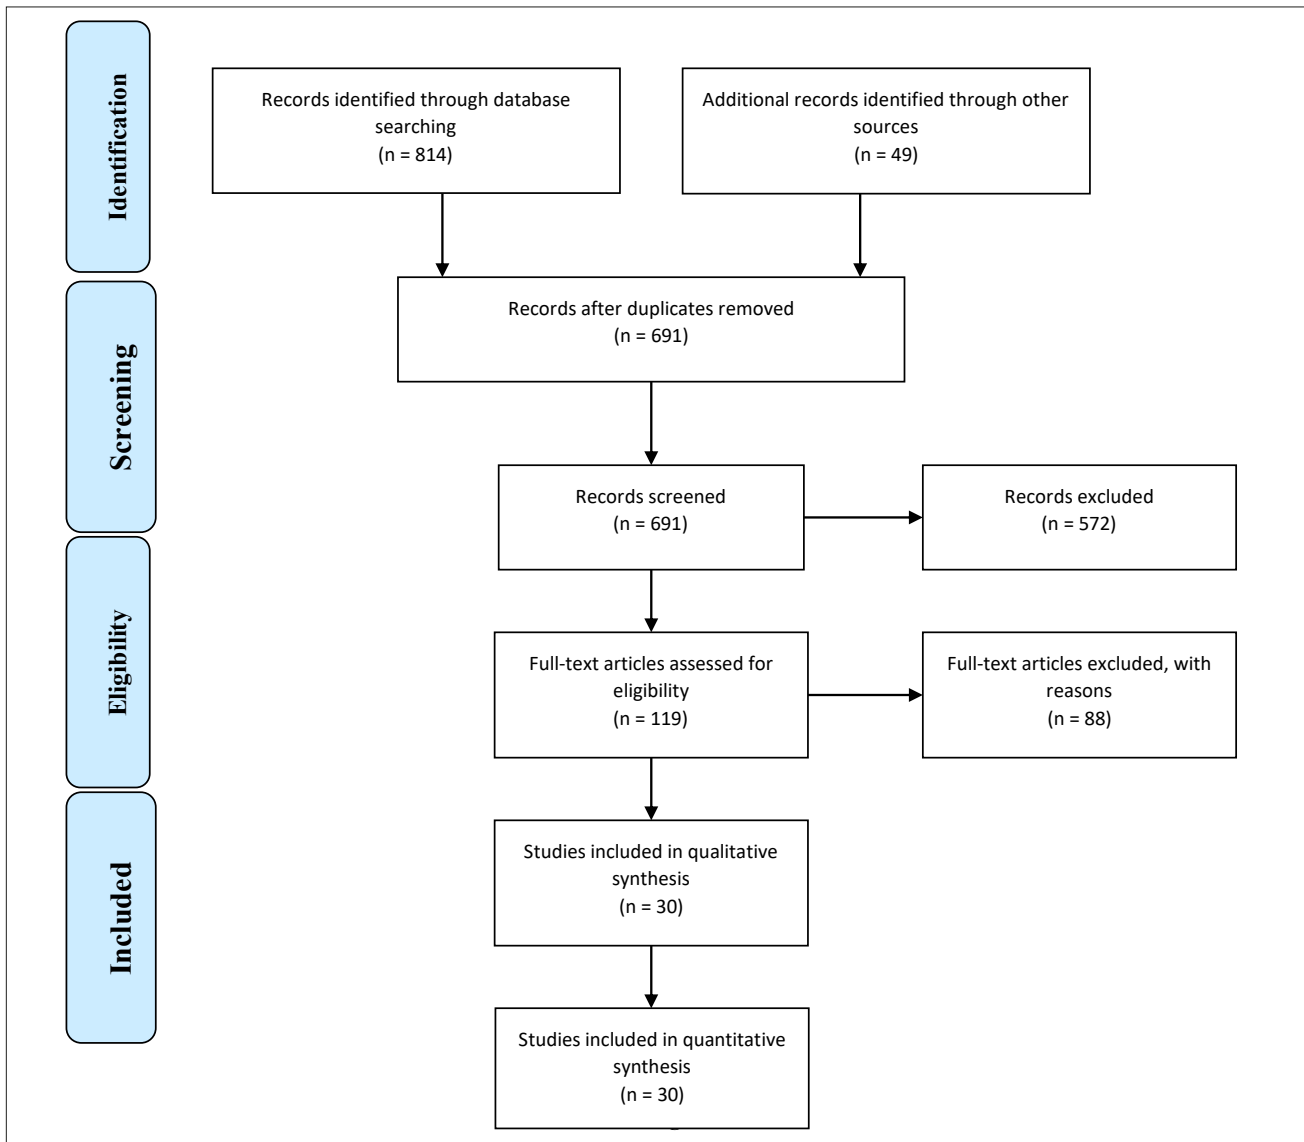 Identification
Records identified through database
searching
(n = 814)
Additional records identified through other
sources
(n = 49)
Screening
Records after duplicates removed
(n = 691)
Records screened
(n = 691)
Records excluded
(n = 572)
Eligibility
Full-text articles assessed for
eligibility
(n = 119)
Full-text articles excluded, with
reasons
(n = 88)
Included
Studies included in qualitative
synthesis
(n = 30)
Studies included in quantitative
synthesis
(n = 30)